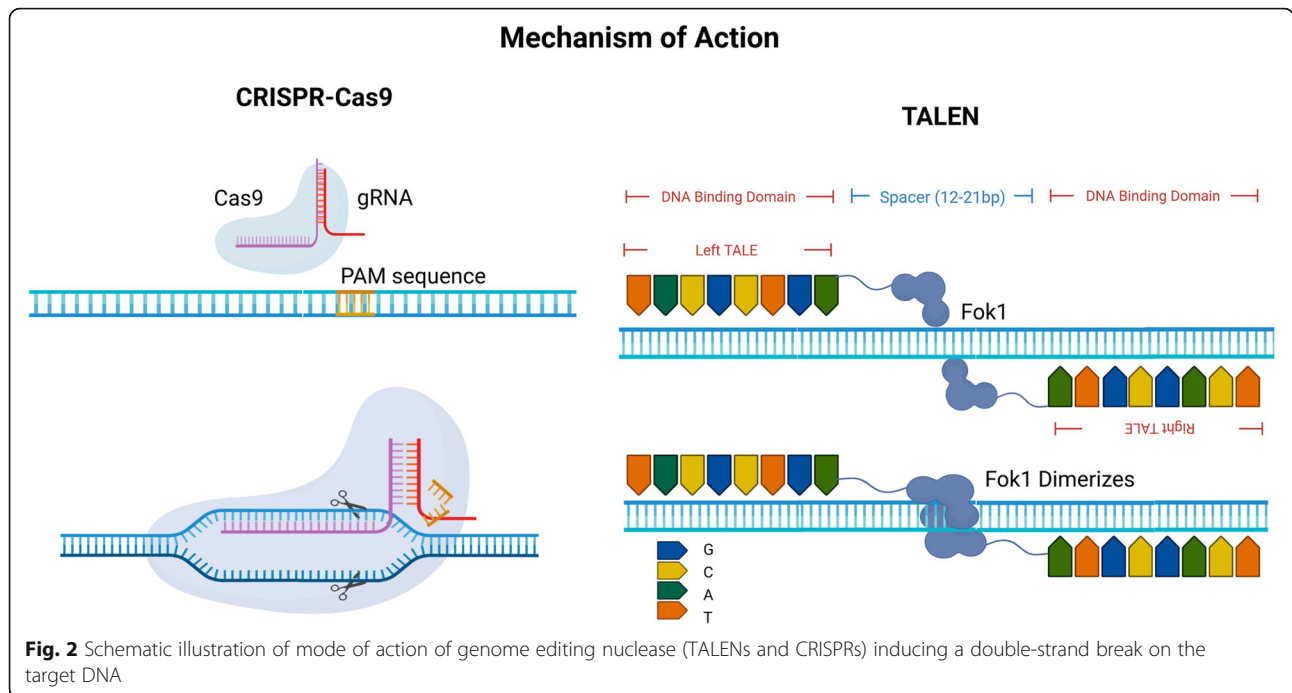 Mechanism of Action
CRISPR-Cas9
Cas9
gRNA
PAM sequence
TALEN
DNA Binding Domain
Spacer (12-21bp)
DNA Binding Domain
Left TALE
Fok1
Right TALE
Fok1 Dimerizes
G
C
A
T
Fig. 2 Schematic illustration of mode of action of genome editing nuclease (TALENs and CRISPRs) inducing a double-strand break on the
target DNA